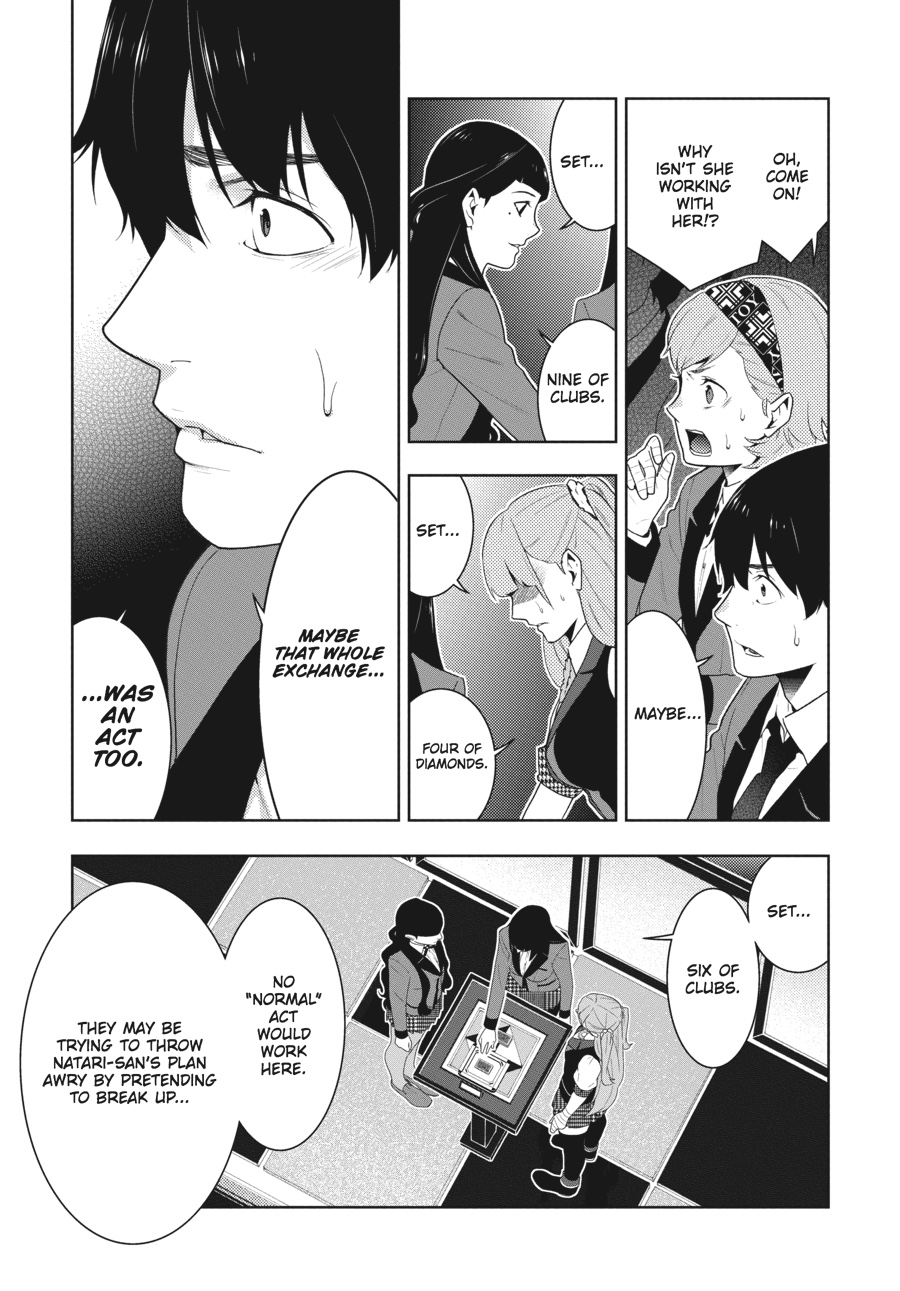 OH,
COME
ON!
WHY
ISN'T SHE
WORKING
WITH
HER!?
MAYBE...
SET...
NINE OF
CLUBS.
SET...
FOUR OF
DIAMONDS.
MAYBE
THAT WHOLE
EXCHANGE...
...WAS
AN
ACT
TOO.
SET...
SIX OF
CLUBS.
NO
"NORMAL"
ACT
WOULD
WORK
HERE.
THEY MAY BE
TRYING TO THROW
NATARI-SAN'S PLAN
AWRY BY PRETENDING
TO BREAK UP...